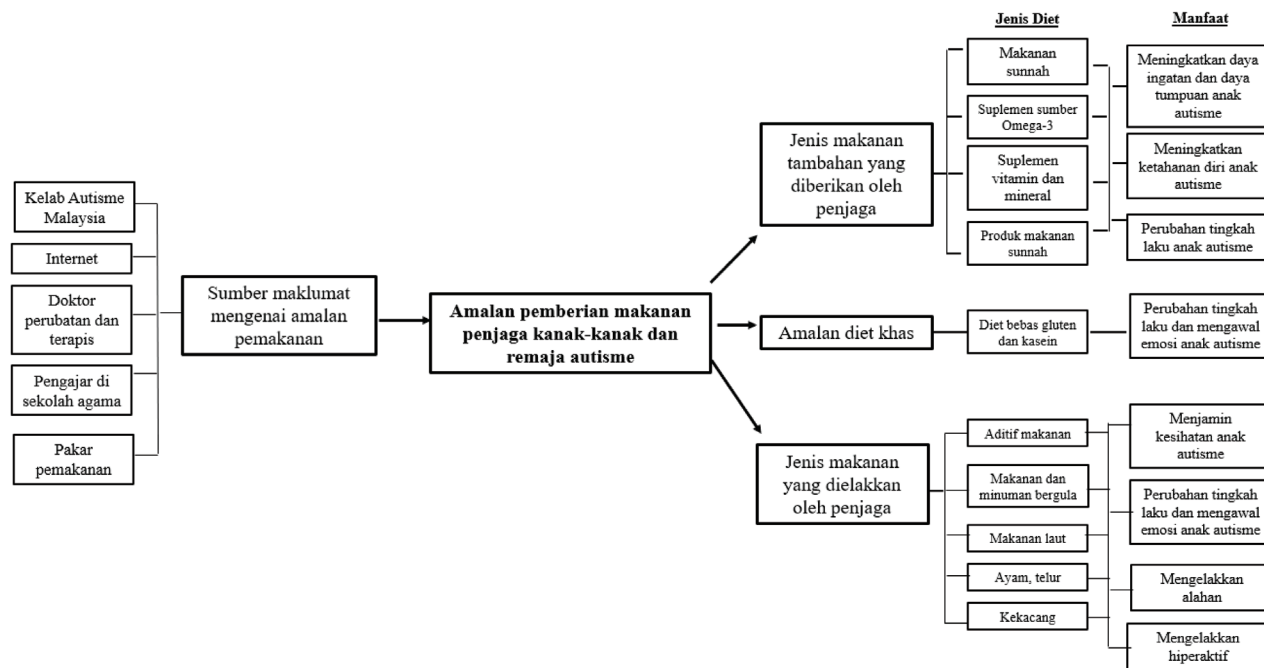 Kelab Autisme
Malaysia
Internet
Doktor
perubatan dan
terapis
Pengajar di
sekolah agama
Pakar
pemakanan
Sumber maklumat
mengenai amalan
pemakanan
Amalan pemberian makanan
penjaga kanak-kanak dan
remaja autisme
Jenis makanan
tambahan yang
diberikan oleh
penjaga
Amalan diet khas
Jenis makanan
yang dielakkan
oleh penjaga
Jenis Diet
Makanan
sunnah
Suplemen sumber
Omega-3
Suplemen
vitamin dan
mineral
Produk makanan
sunnah
Diet bebas gluten
dan kasein
Aditif makanan
Makanan dan
minuman bergula
Makanan laut
Ayam, telur
Kekacang
Manfaat
Meningkatkan daya
ingatan dan daya
tumpuan anak
autisme
Meningkatkan
ketahanan diri anak
autisme
Perubahan tingkah
laku anak autisme
Perubahan tingkah
laku dan mengawal
emosi anak autisme
Menjamin
kesihatan anak
autisme
Perubahan tingkah
laku dan mengawal
emosi anak autisme
Mengelakkan
alahan
Mengelakkan
hiperaktif